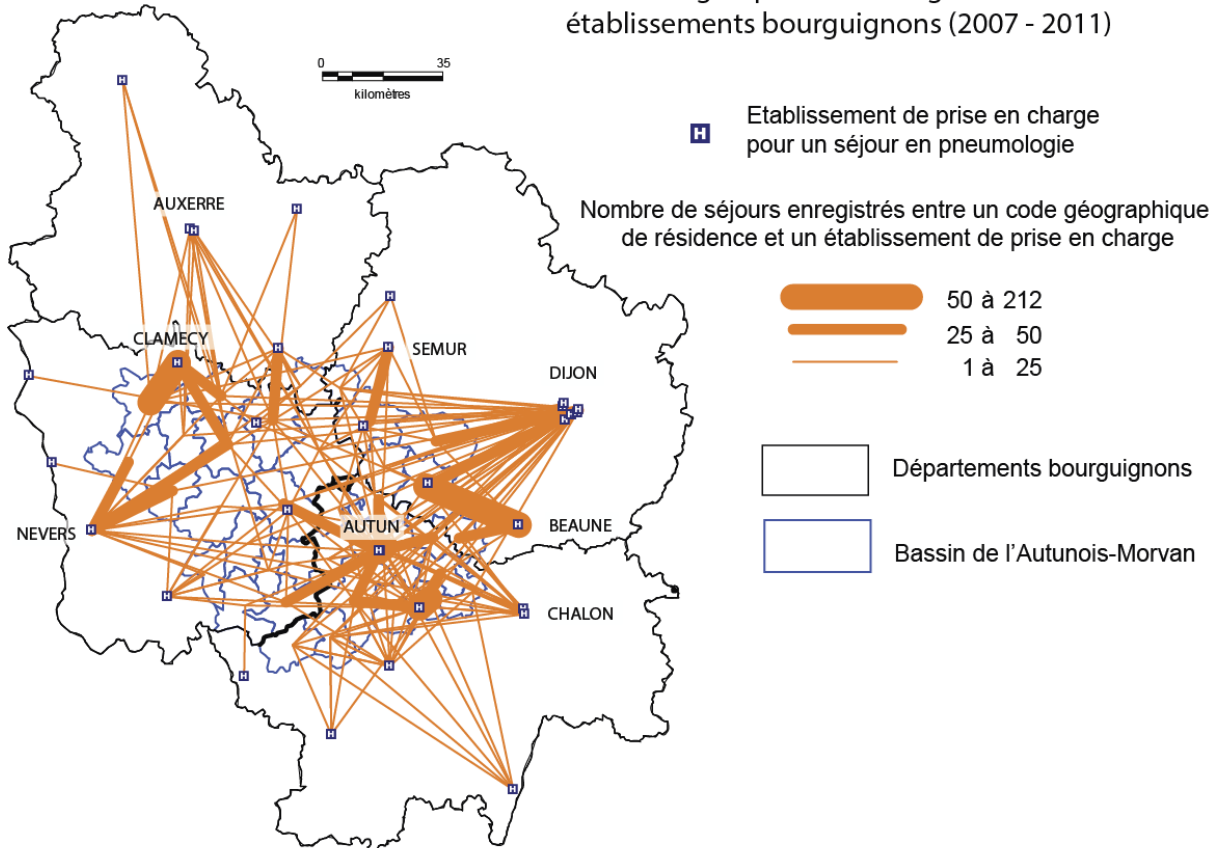 établissements bourguignons (2007 - 2011)
0 35
kilomètres
H Etablissement de prise en charge
pour un séjour en pneumologie
AUXERRE
Nombre de séjours enregistrés entre un code géographique
de résidence et un établissement de prise en charge
50 à 212
25 à 50
1 à 25
CLAMECY
SEMUR
DIJON
Départements bourguignons
NEVERS
AUTUN
BEAUNE
Bassin de l'Autunois-Morvan
CHALON